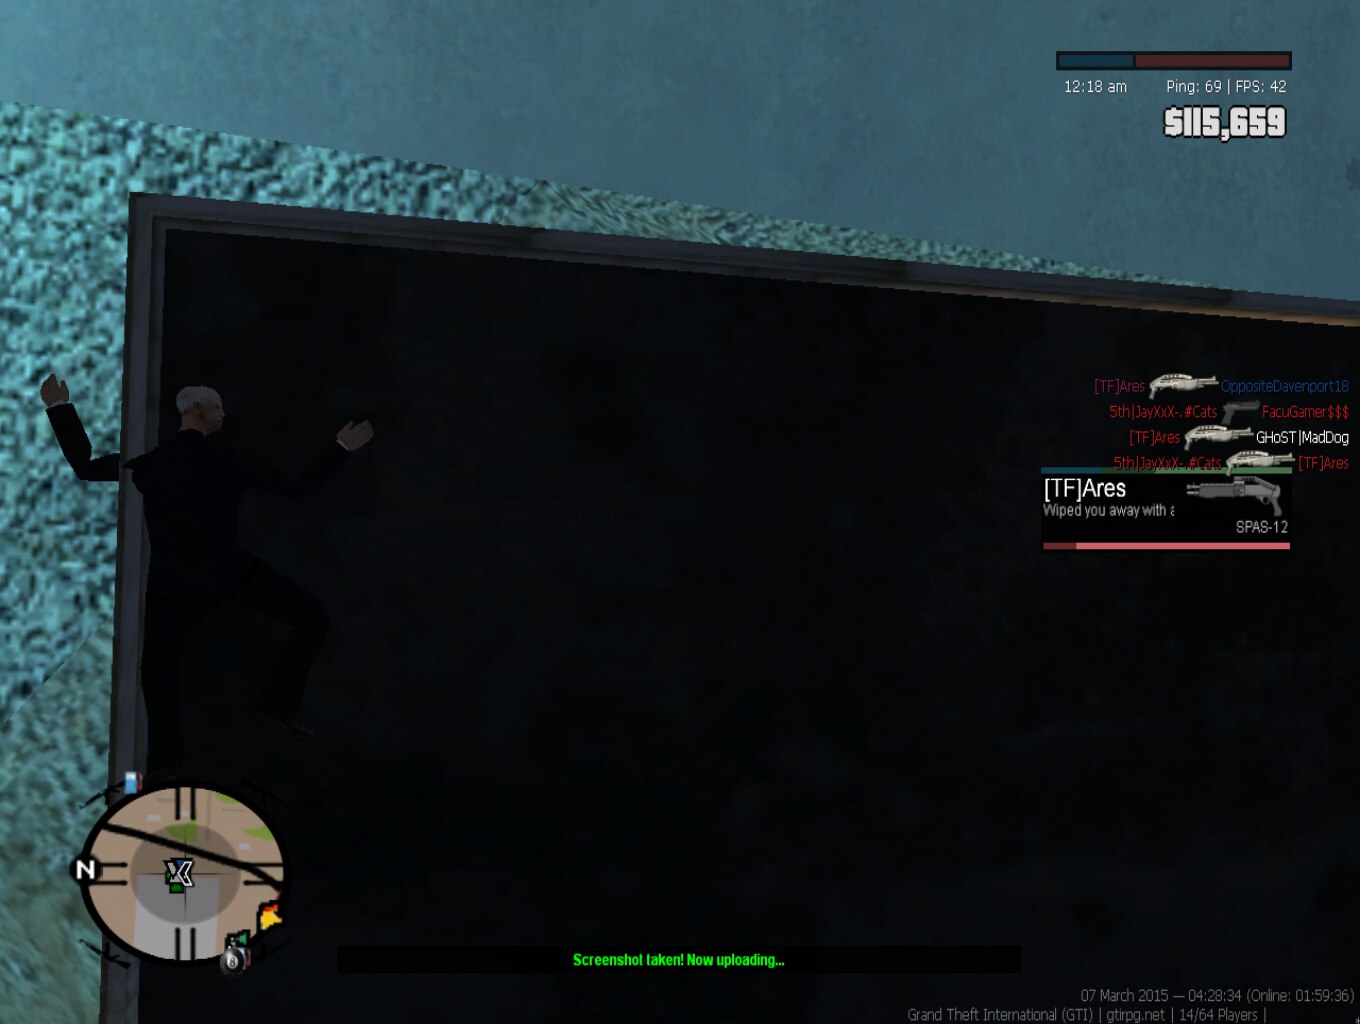 12:18 am Ping: 69 | FPS: 42
$115,659
[TF]Ares OppositeDavenport18
5th|JayXxX-.#Cats FacuGamer$$$
[TF]Ares GHoST|MadDog
5th|JayXxX-.#Cats [TF]Ares
[TF]Ares
Wiped you away with a
SPAS-12
N
8
Screenshot taken! Now uploading...
07 March 2015 — 04:28:34 (Online: 01:59:36)
Grand Theft International (GTI) | gtirpg.net | 14/64 Players |